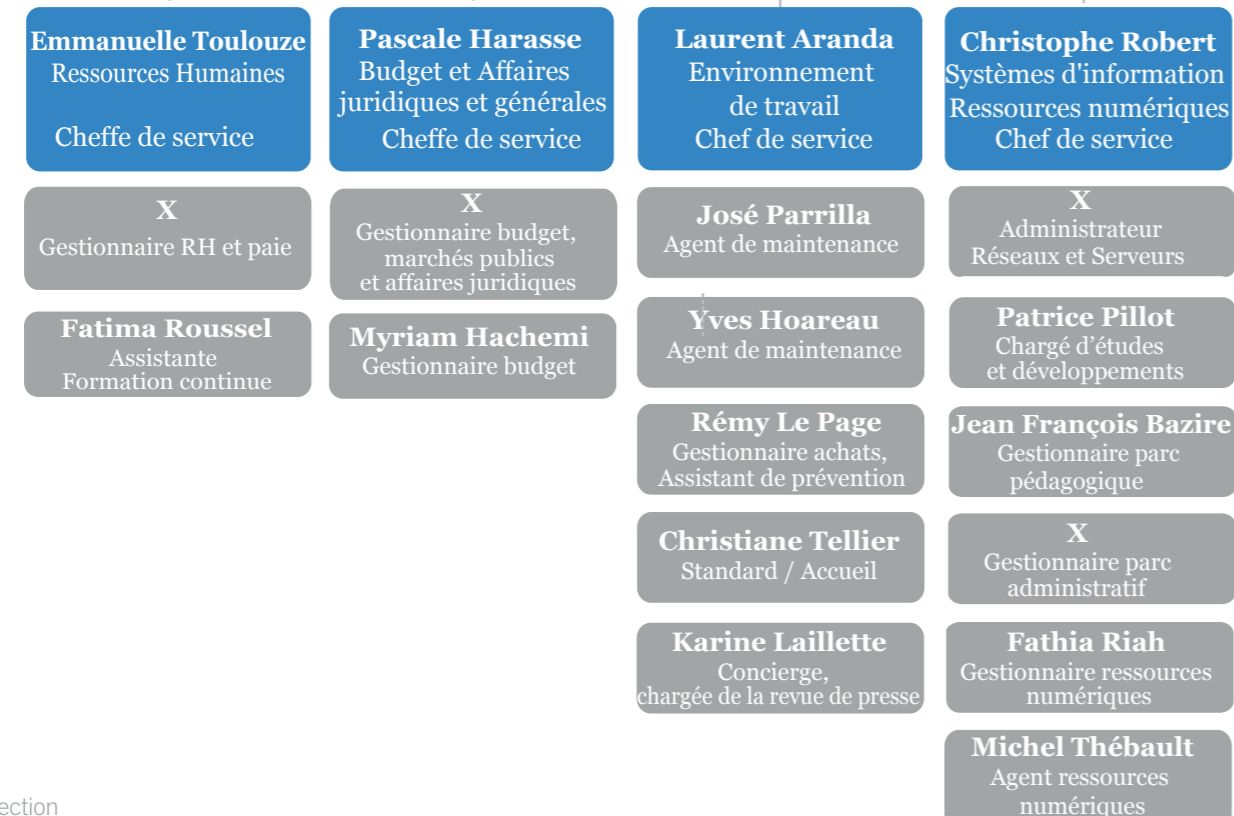 Emmanuelle Toulouze
Ressources Humaines
Cheffe de service
X
Gestionnaire RH et paie
Fatima Roussel
Assistante
Formation continue
Pascale Harasse
Budget et Affaires
juridiques et générales
Cheffe de service
X
Gestionnaire budget,
marchés publics
et affaires juridiques
Myriam Hachemi
Gestionnaire budget
Laurent Aranda
Environnement
de travail
Chef de service
José Parrilla
Agent de maintenance
Yves Hoareau
Agent de maintenance
Rémy Le Page
Gestionnaire achats,
Assistant de prévention
Christiane Tellier
Standard / Accueil
Karine Laillette
Concierge,
chargée de la revue de presse
Christophe Robert
Systèmes d'information
Ressources numériques
Chef de service
X
Administrateur
Réseaux et Serveurs
Patrice Pillot
Chargé d’études
et développements
Jean François Bazire
Gestionnaire parc
pédagogique
X
Gestionnaire parc
administratif
Fathia Riah
Gestionnaire ressources
numériques
Michel Thébault
Agent ressources
numériques
ection